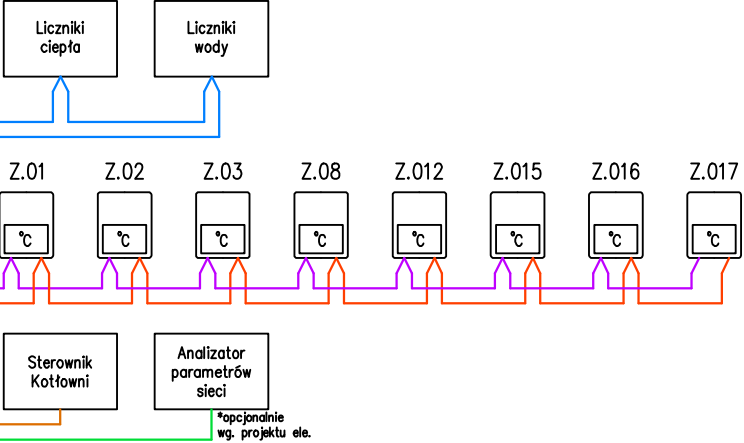 Liczniki
ciepła
Liczniki
wody
Z.01 Z.02 Z.03 Z.08 Z.012 Z.015 Z.016 Z.017
°C °C °C °C °C °C °C °C
Sterownik
Kotłowni
Analizator
parametrów
sieci
*opcjonalnie
wg. projektu ele.